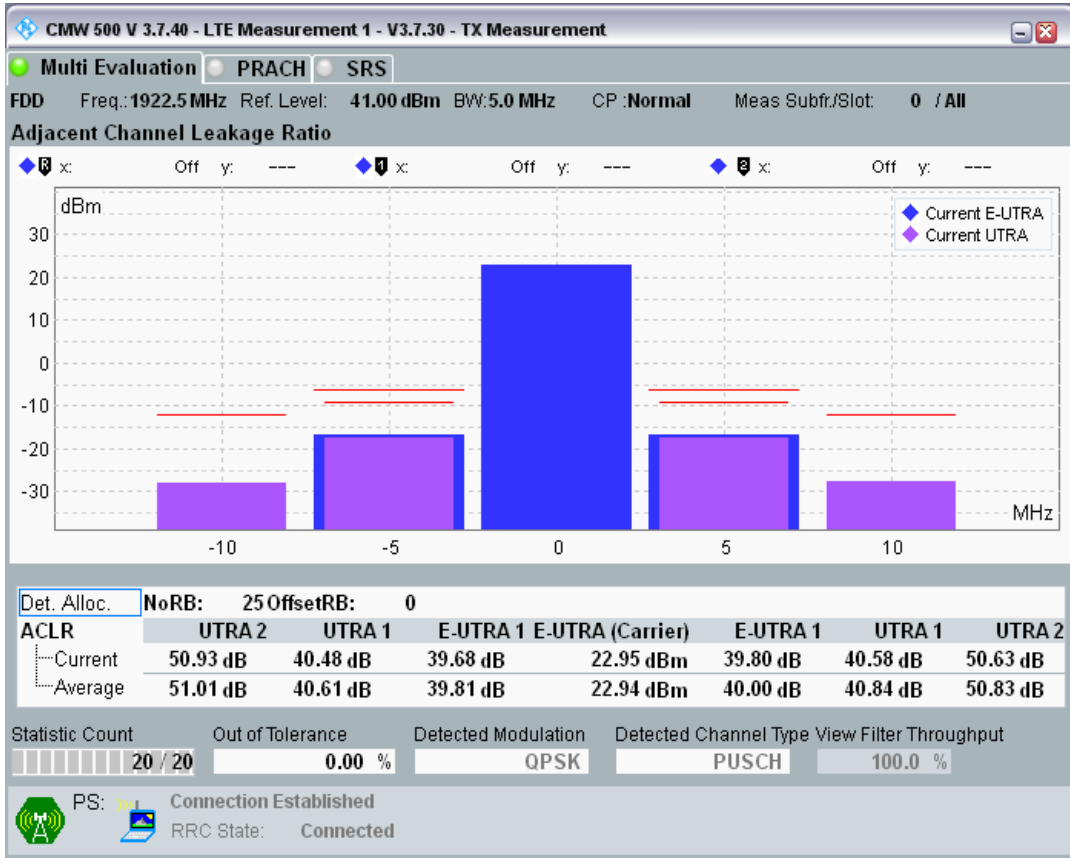 CMW 500 V 3.7.40 - LTE Measurement 1 - V3.7.30 - TX Measurement
Multi Evaluation PRACH SRS
FDD Freq.: 1922.5 MHz Ref. Level: 41.00 dBm BW: 5.0 MHz CP : Normal Meas Subfr./Slot: 0 / All
Adjacent Channel Leakage Ratio
R x: Off y: --- 1 x: Off y: --- 2 x: Off y: ---
dBm
Current E-UTRA
Current UTRA
30
20
10
0
-10
-20
-30
MHz
-10 -5 0 5 10
Det. Alloc. NoRB: 25 OffsetRB: 0
ACLR UTRA 2 UTRA 1 E-UTRA 1 E-UTRA (Carrier) E-UTRA 1 UTRA 1 UTRA 2
Current 50.93 dB 40.48 dB 39.68 dB 22.95 dBm 39.80 dB 40.58 dB 50.63 dB
Average 51.01 dB 40.61 dB 39.81 dB 22.94 dBm 40.00 dB 40.84 dB 50.83 dB
Statistic Count Out of Tolerance Detected Modulation Detected Channel Type View Filter Throughput
20 / 20 0.00 % QPSK PUSCH 100.0 %
PS: Connection Established
RRC State: Connected